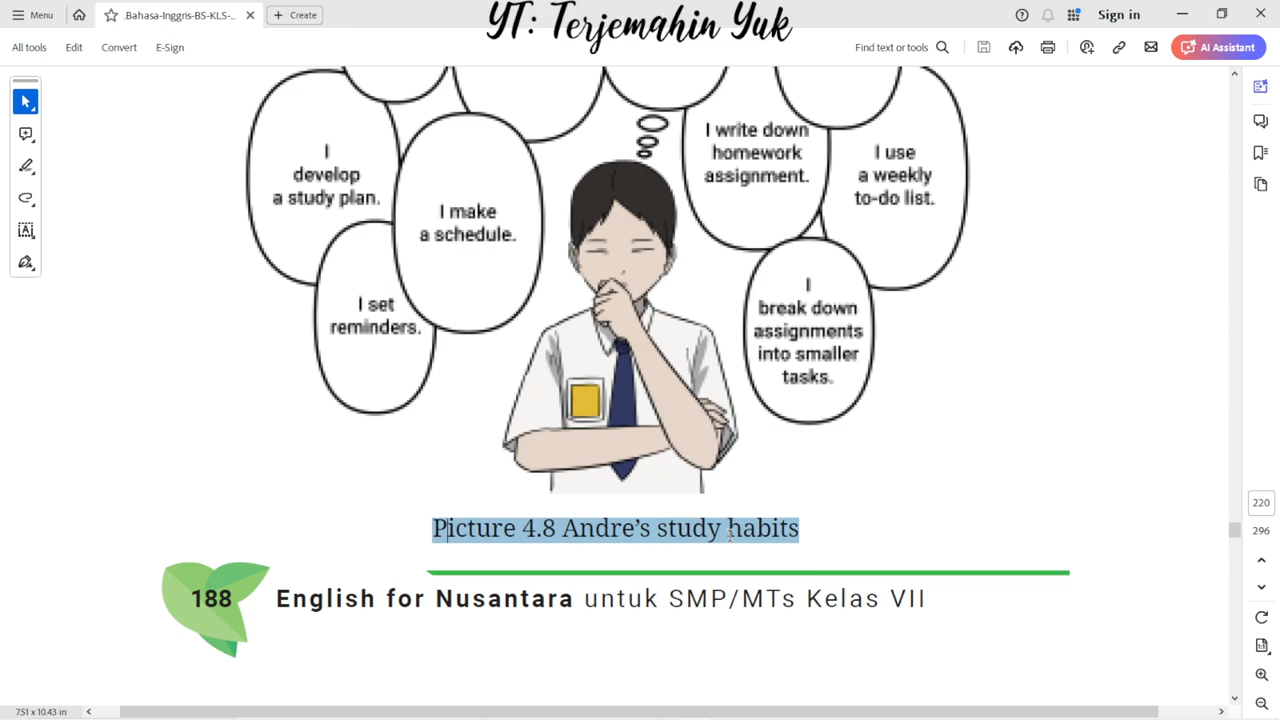 Menu
.Bahasa-Inggris-BS-KLS-...
Create
YT: Terjemahin Yuk
Sign in
All tools
Edit
Convert
E-Sign
Find text or tools
AI Assistant
I
develop
a study plan.
I make
a schedule.
I set
reminders.
I write down
homework
assignment.
I use
a weekly
to-do list.
I
break down
assignments
into smaller
tasks.
Picture 4.8 Andre’s study habits
188
English for Nusantara untuk SMP/MTs Kelas VII
220
296
7.51 x 10.43 in